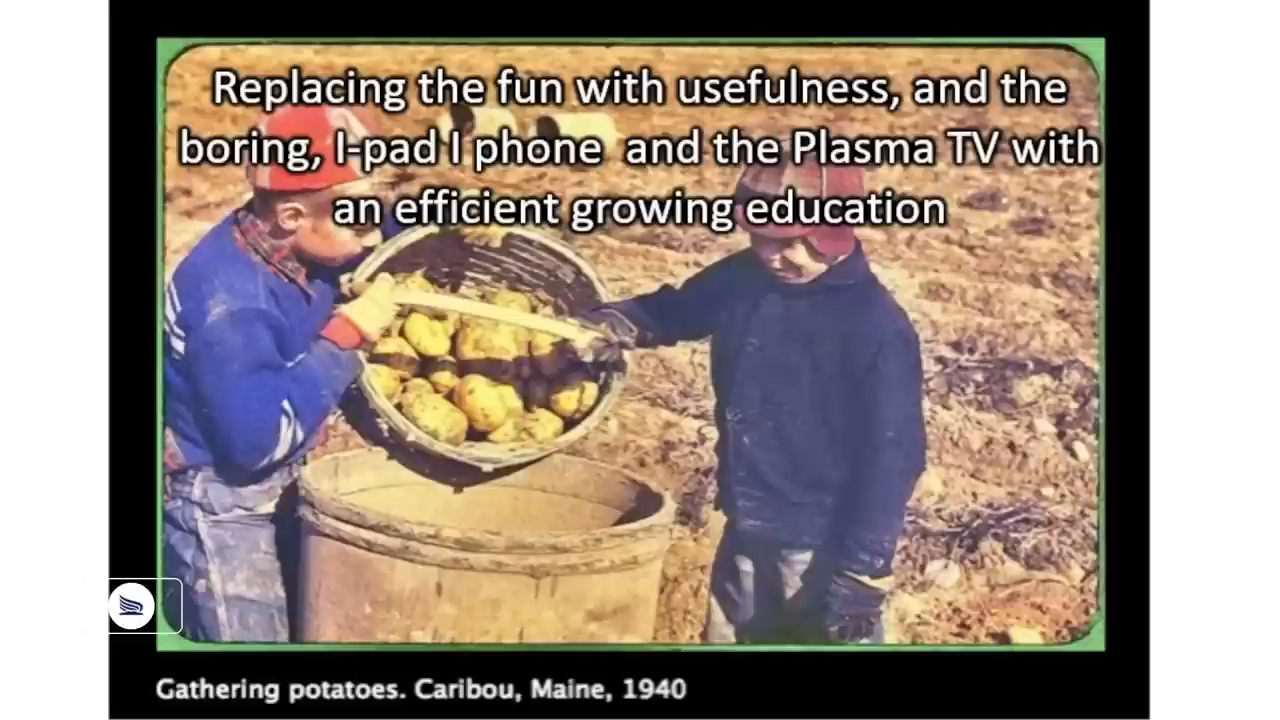 Replacing the fun with usefulness, and the
boring, I-pad I phone and the Plasma TV with
an efficient growing education
Gathering potatoes. Caribou, Maine, 1940